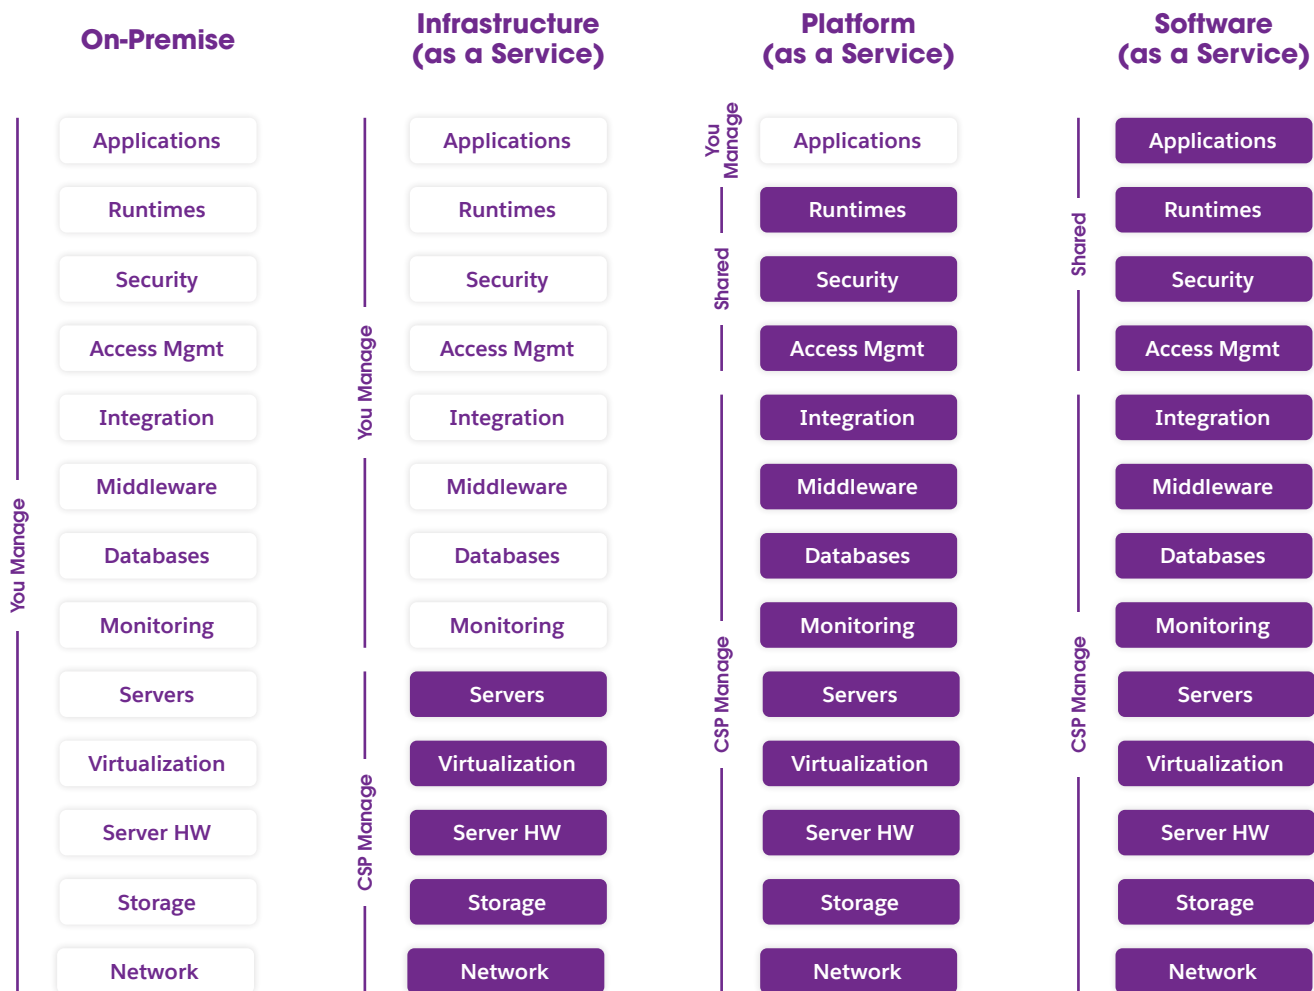 On-Premise
You Manage
Applications
Runtimes
Security
Access Mgmt
Integration
Middleware
Databases
Monitoring
Servers
Virtualization
Server HW
Storage
Network
Infrastructure
(as a Service)
You Manage
CSP Manage
Applications
Runtimes
Security
Access Mgmt
Integration
Middleware
Databases
Monitoring
Servers
Virtualization
Server HW
Storage
Network
Platform
(as a Service)
You
Manage
Shared
CSP Manage
Applications
Runtimes
Security
Access Mgmt
Integration
Middleware
Databases
Monitoring
Servers
Virtualization
Server HW
Storage
Network
Software
(as a Service)
Shared
CSP Manage
Applications
Runtimes
Security
Access Mgmt
Integration
Middleware
Databases
Monitoring
Servers
Virtualization
Server HW
Storage
Network